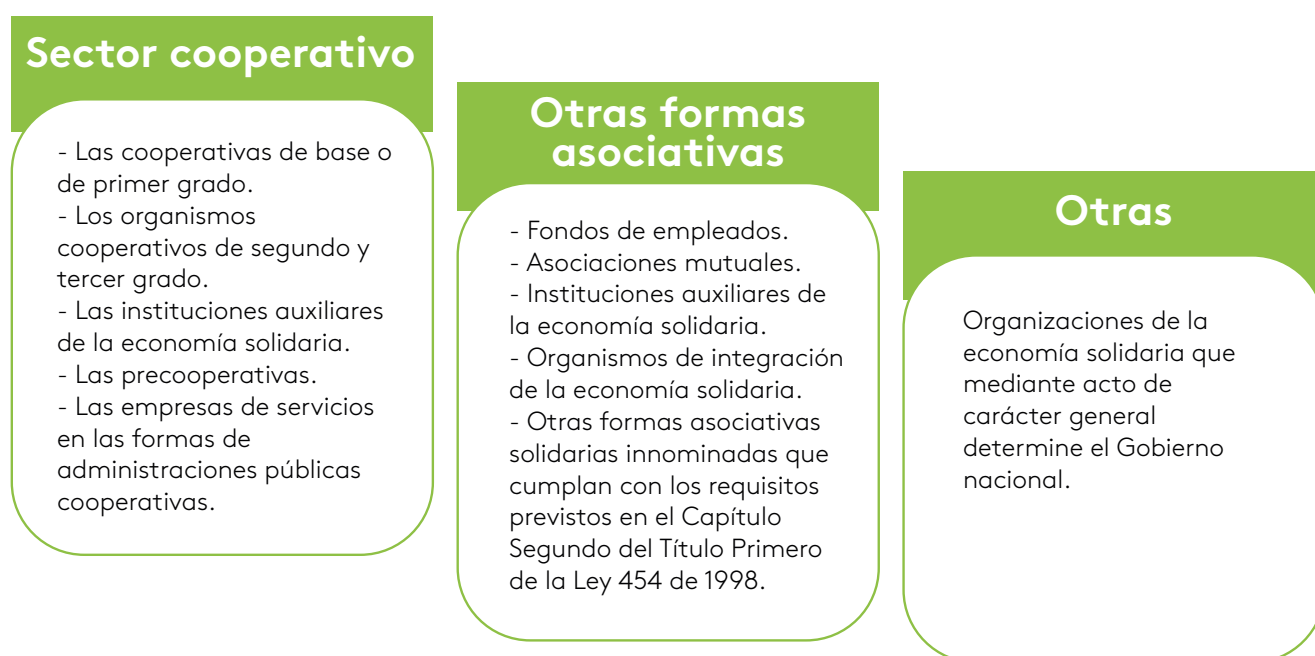 Sector cooperativo
- Las cooperativas de base o
de primer grado.
- Los organismos
cooperativos de segundo y
tercer grado.
- Las instituciones auxiliares
de la economía solidaria.
- Las precooperativas.
- Las empresas de servicios
en las formas de
administraciones públicas
cooperativas.
Otras formas
asociativas
- Fondos de empleados.
- Asociaciones mutuales.
- Instituciones auxiliares de
la economía solidaria.
- Organismos de integración
de la economía solidaria.
- Otras formas asociativas
solidarias innominadas que
cumplan con los requisitos
previstos en el Capítulo
Segundo del Título Primero
de la Ley 454 de 1998.
Otras
Organizaciones de la
economía solidaria que
mediante acto de
carácter general
determine el Gobierno
nacional.